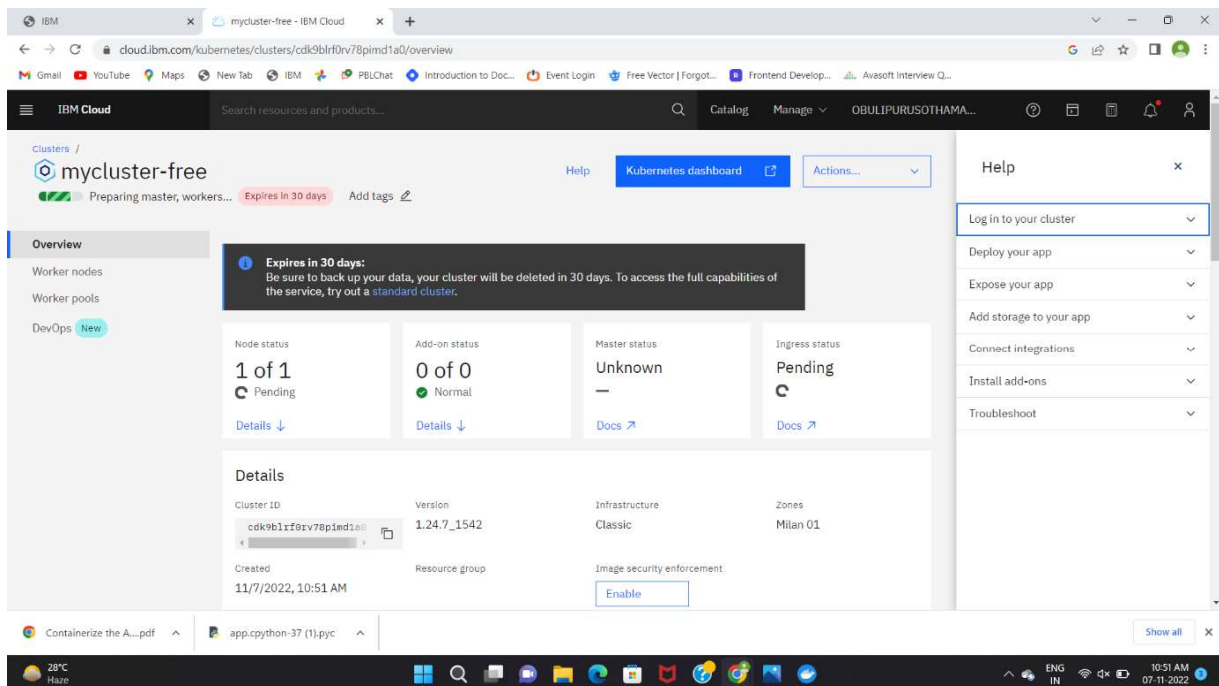 IBM
mycluster-free - IBM Cloud
cloud.ibm.com/kubernetes/clusters/cdk9blrf0rv78pimd1a0/overview
Gmail YouTube Maps New Tab IBM PBLChat Introduction to Doc... Event Login Free Vector | Forgot... Frontend Develop... Avasoft Interview Q...
IBM Cloud Search resources and products... Catalog Manage OBULIPURUSOTHAMA...
Clusters /
mycluster-free
Help Kubernetes dashboard Actions...
Preparing master, workers... Expires in 30 days Add tags
Overview
Worker nodes
Worker pools
DevOps New
Expires in 30 days:
Be sure to back up your data, your cluster will be deleted in 30 days. To access the full capabilities of
the service, try out a standard cluster.
Node status
1 of 1
Pending
Details
Add-on status
0 of 0
Normal
Details
Master status
Unknown
—
Docs
Ingress status
Pending
Docs
Details
Cluster ID
cdk9blrf0rv78pimd1a0
Version
1.24.7_1542
Infrastructure
Classic
Zones
Milan 01
Created
11/7/2022, 10:51 AM
Resource group
Image security enforcement
Enable
Help
Log in to your cluster
Deploy your app
Expose your app
Add storage to your app
Connect integrations
Install add-ons
Troubleshoot
Containerize the A....pdf app.cpython-37 (1).pyc Show all
28°C
Haze
ENG
IN
10:51 AM
07-11-2022
3